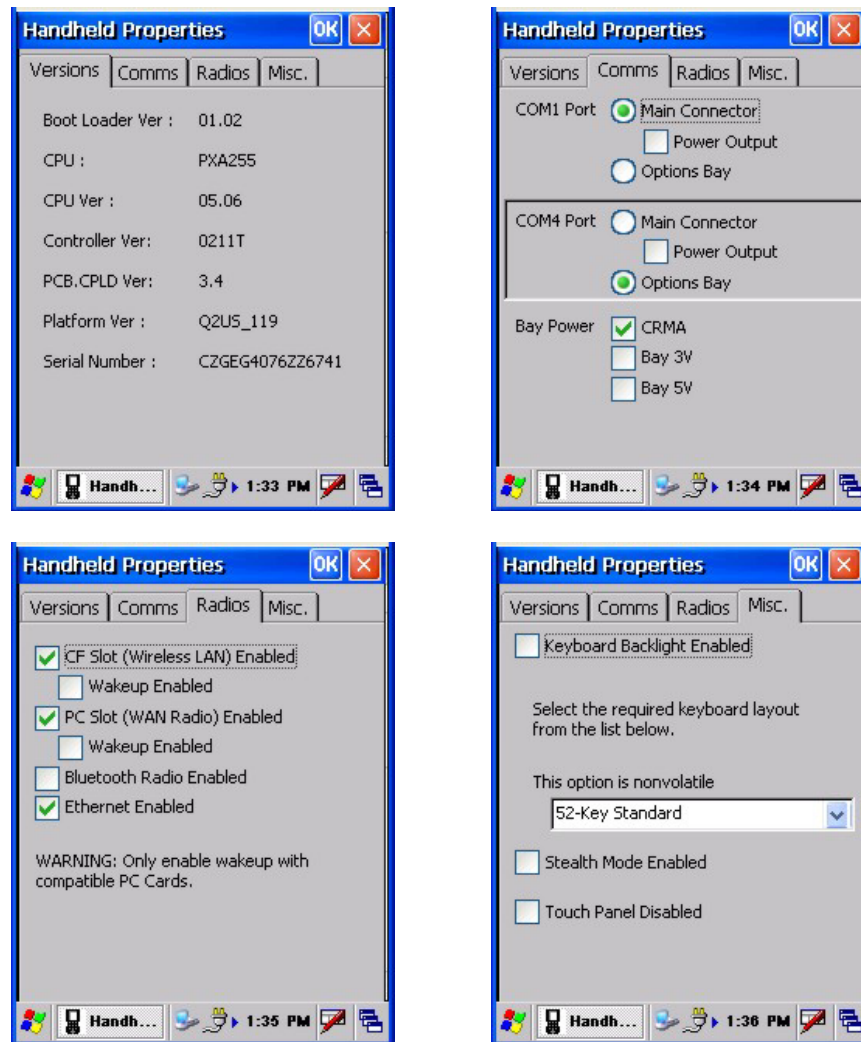 Handheld Properties OK
Versions Comms Radios Misc.
Boot Loader Ver : 01.02
CPU : PXA255
CPU Ver : 05.06
Controller Ver: 0211T
PCB.CPLD Ver: 3.4
Platform Ver : Q2US_119
Serial Number : CZGEG4076ZZ6741
Handh... 1:33 PM
Handheld Properties OK
Versions Comms Radios Misc.
COM1 Port Main Connector
Power Output
Options Bay
COM4 Port Main Connector
Power Output
Options Bay
Bay Power CRMA
Bay 3V
Bay 5V
Handh... 1:34 PM
Handheld Properties OK
Versions Comms Radios Misc.
CF Slot (Wireless LAN) Enabled
Wakeup Enabled
PC Slot (WAN Radio) Enabled
Wakeup Enabled
Bluetooth Radio Enabled
Ethernet Enabled
WARNING: Only enable wakeup with
compatible PC Cards.
Handh... 1:35 PM
Handheld Properties OK
Versions Comms Radios Misc.
Keyboard Backlight Enabled
Select the required keyboard layout
from the list below.
This option is nonvolatile
52-Key Standard
Stealth Mode Enabled
Touch Panel Disabled
Handh... 1:36 PM